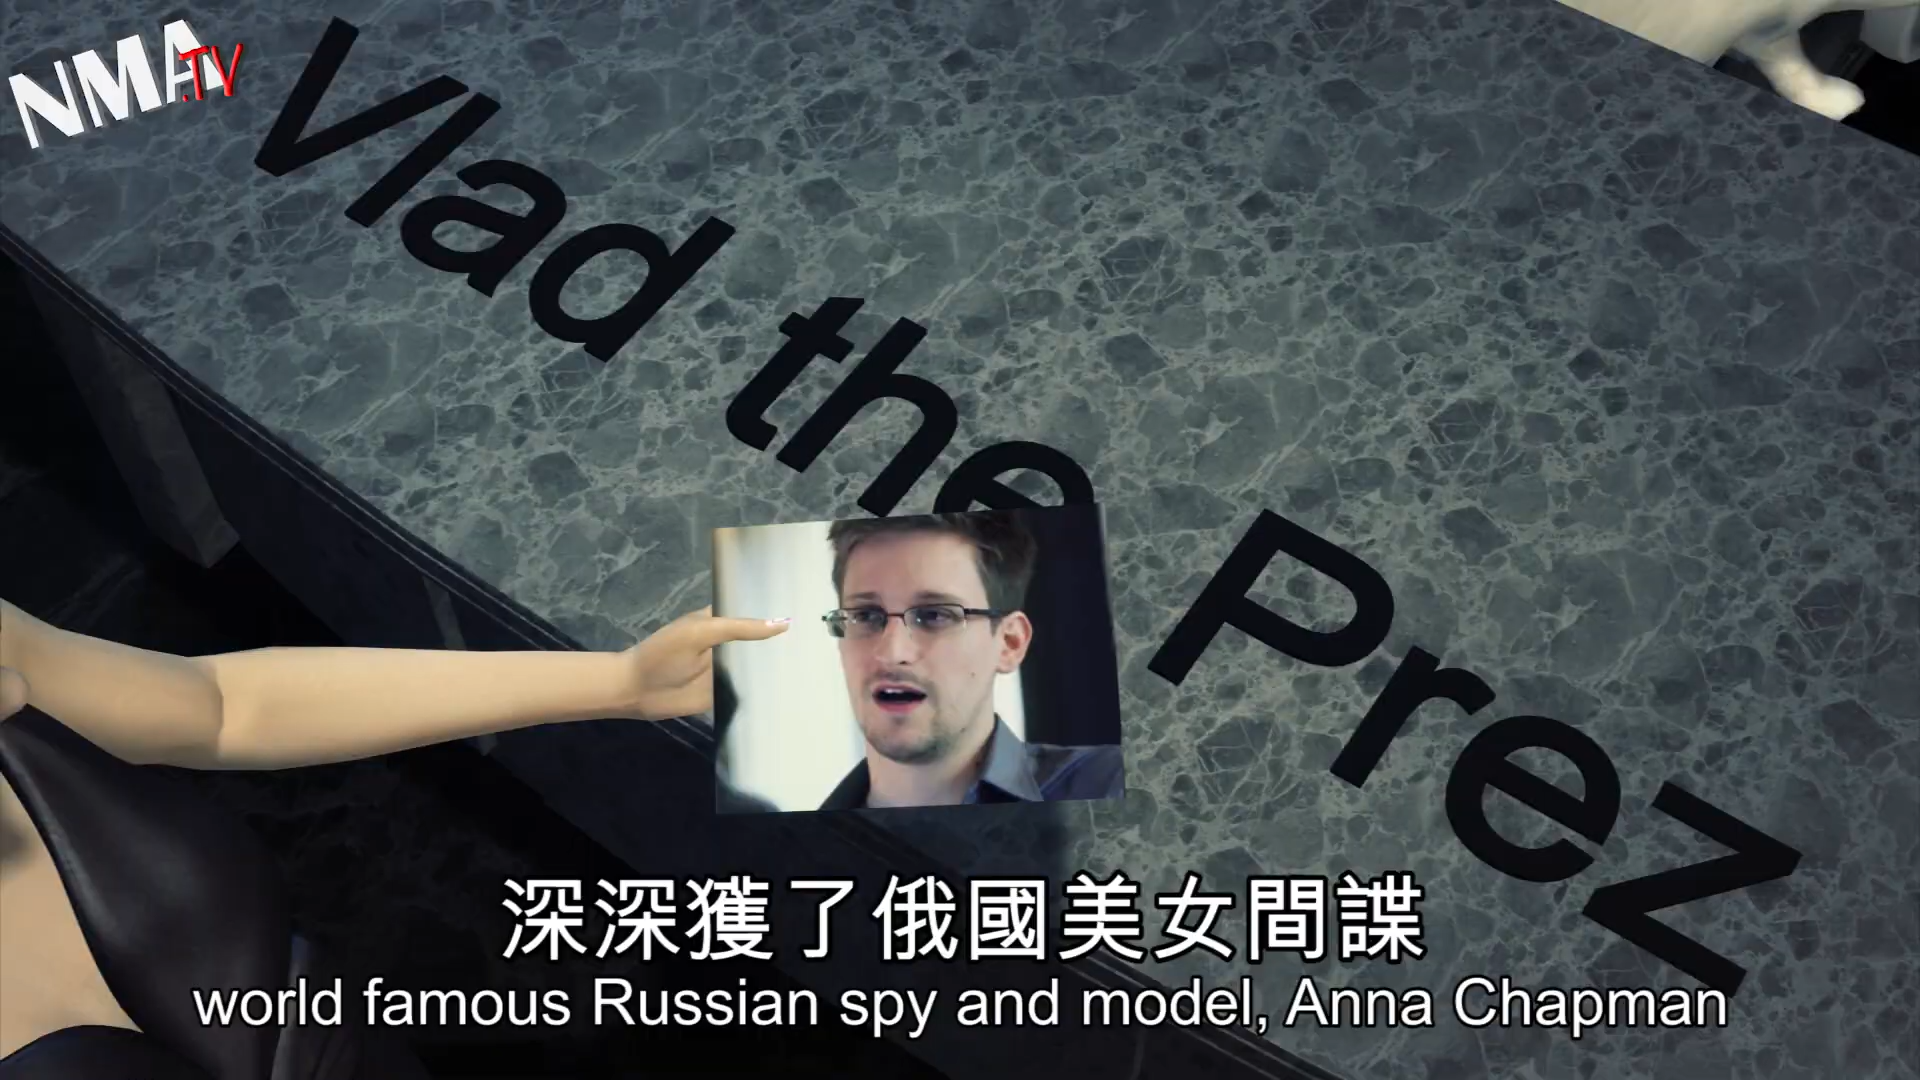 NMA.TV
Vlad the Prez
深深獲了俄國美女間諜
world famous Russian spy and model, Anna Chapman